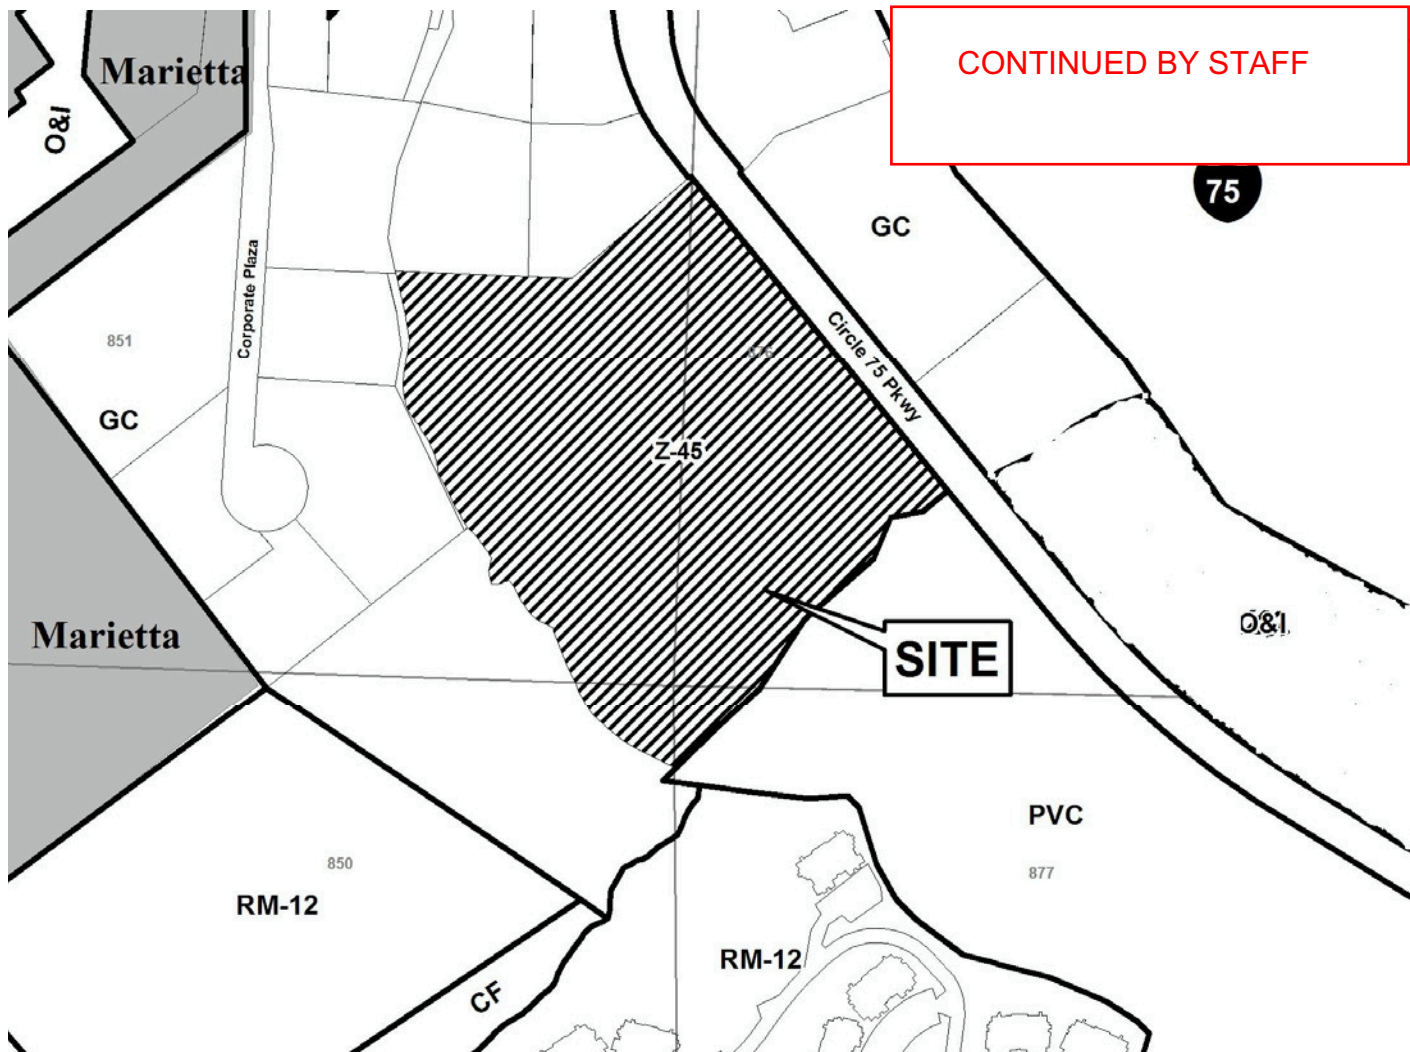 CONTINUED BY STAFF
Marietta
O&I
75
GC
Corporate Plaza
851
Circle 75 Pkwy
876
GC
Z-45
O&I
Marietta
SITE
PVC
850
877
RM-12
RM-12
CF